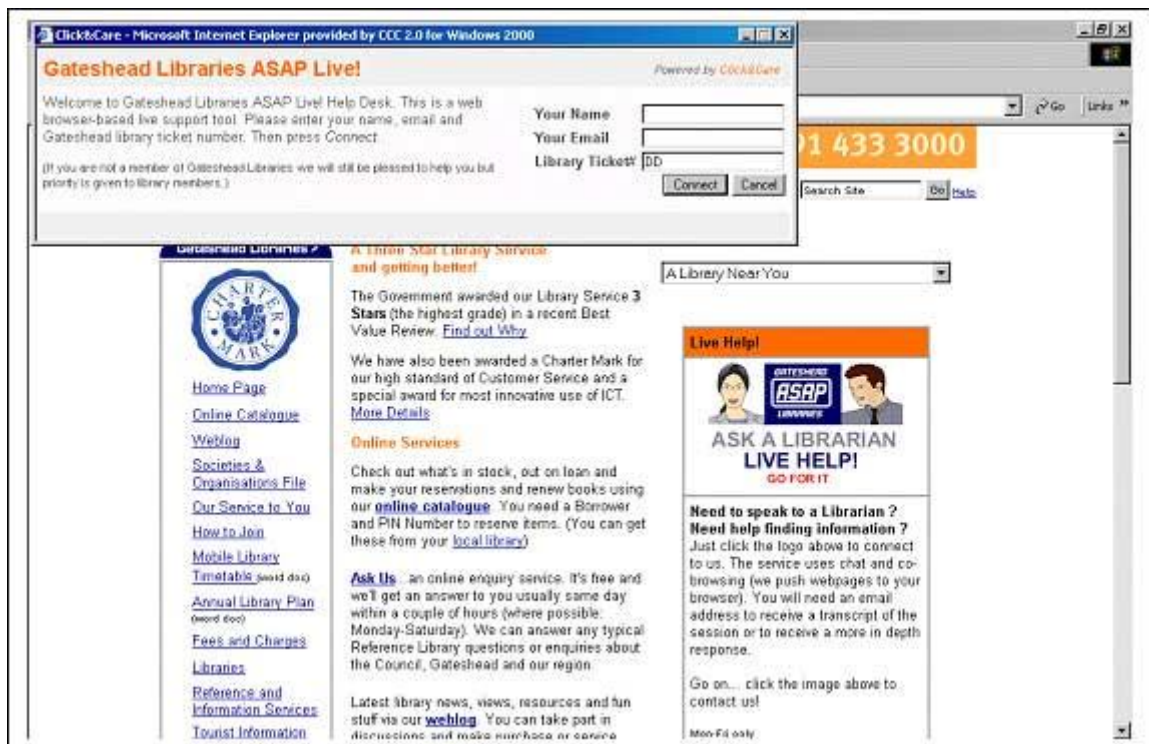 Click&Care - Microsoft Internet Explorer provided by CCC 2.0 for Windows 2000
Gateshead Libraries ASAP Live!
Powered by Click&Care
Welcome to Gateshead Libraries ASAP Live! Help Desk. This is a web
browser-based live support tool. Please enter your name, email and
Gateshead library ticket number. Then press Connect.
(If you are not a member of Gateshead Libraries we will still be pleased to help you but
priority is given to library members.)
Your Name
Your Email
Library Ticket# DD
Connect Cancel
Go Links »
91 433 3000
Search Site Go Help
Gateshead Libraries >
CHARTER
MARK
Home Page
Online Catalogue
Weblog
Societies &
Organisations File
Our Service to You
How to Join
Mobile Library
Timetable (word doc)
Annual Library Plan
(word doc)
Fees and Charges
Libraries
Reference and
Information Services
Tourist Information
A Three Star Library Service
and getting better!
The Government awarded our Library Service 3
Stars (the highest grade) in a recent Best
Value Review. Find out Why
We have also been awarded a Charter Mark for
our high standard of Customer Service and a
special award for most innovative use of ICT.
More Details
Online Services
Check out what's in stock, out on loan and
make your reservations and renew books using
our online catalogue. You need a Borrower
and PIN Number to reserve items. (You can get
these from your local library)
Ask Us an online enquiry service. It's free and
we'll get an answer to you usually same day
within a couple of hours (where possible:
Monday-Saturday). We can answer any typical
Reference Library questions or enquiries about
the Council, Gateshead and our region
Latest library news, views, resources and fun
stuff via our weblog. You can take part in
discussions and make purchase or service
A Library Near You
Live Help!
GATESHEAD
ASAP
LIBRARIES
ASK A LIBRARIAN
LIVE HELP!
GO FOR IT
Need to speak to a Librarian ?
Need help finding information ?
Just click the logo above to connect
to us. The service uses chat and co-
browsing (we push webpages to your
browser). You will need an email
address to receive a transcript of the
session or to receive a more in depth
response.
Go on... click the image above to
contact us!
Mon-Fri only